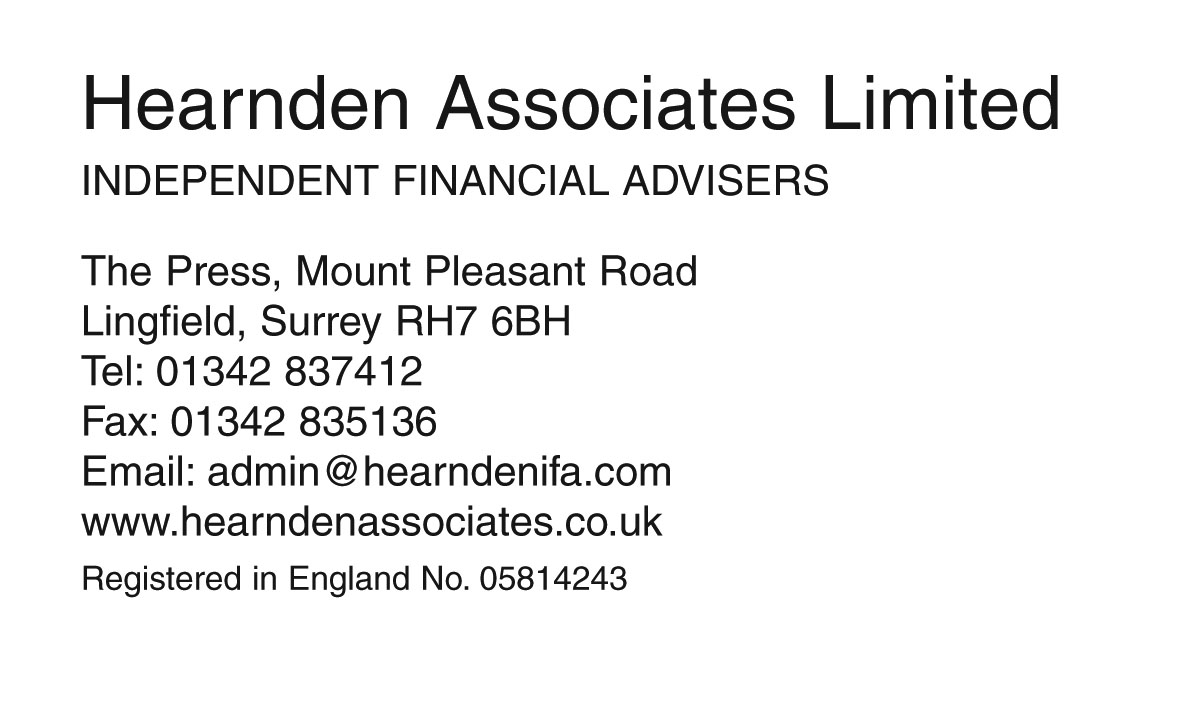 Hearnden Associates Limited
INDEPENDENT FINANCIAL ADVISERS
The Press, Mount Pleasant Road
Lingfield, Surrey RH7 6BH
Tel: 01342 837412
Fax: 01342 835136
Email: admin@hearndenifa.com
www.hearndenassociates.co.uk
Registered in England No. 05814243